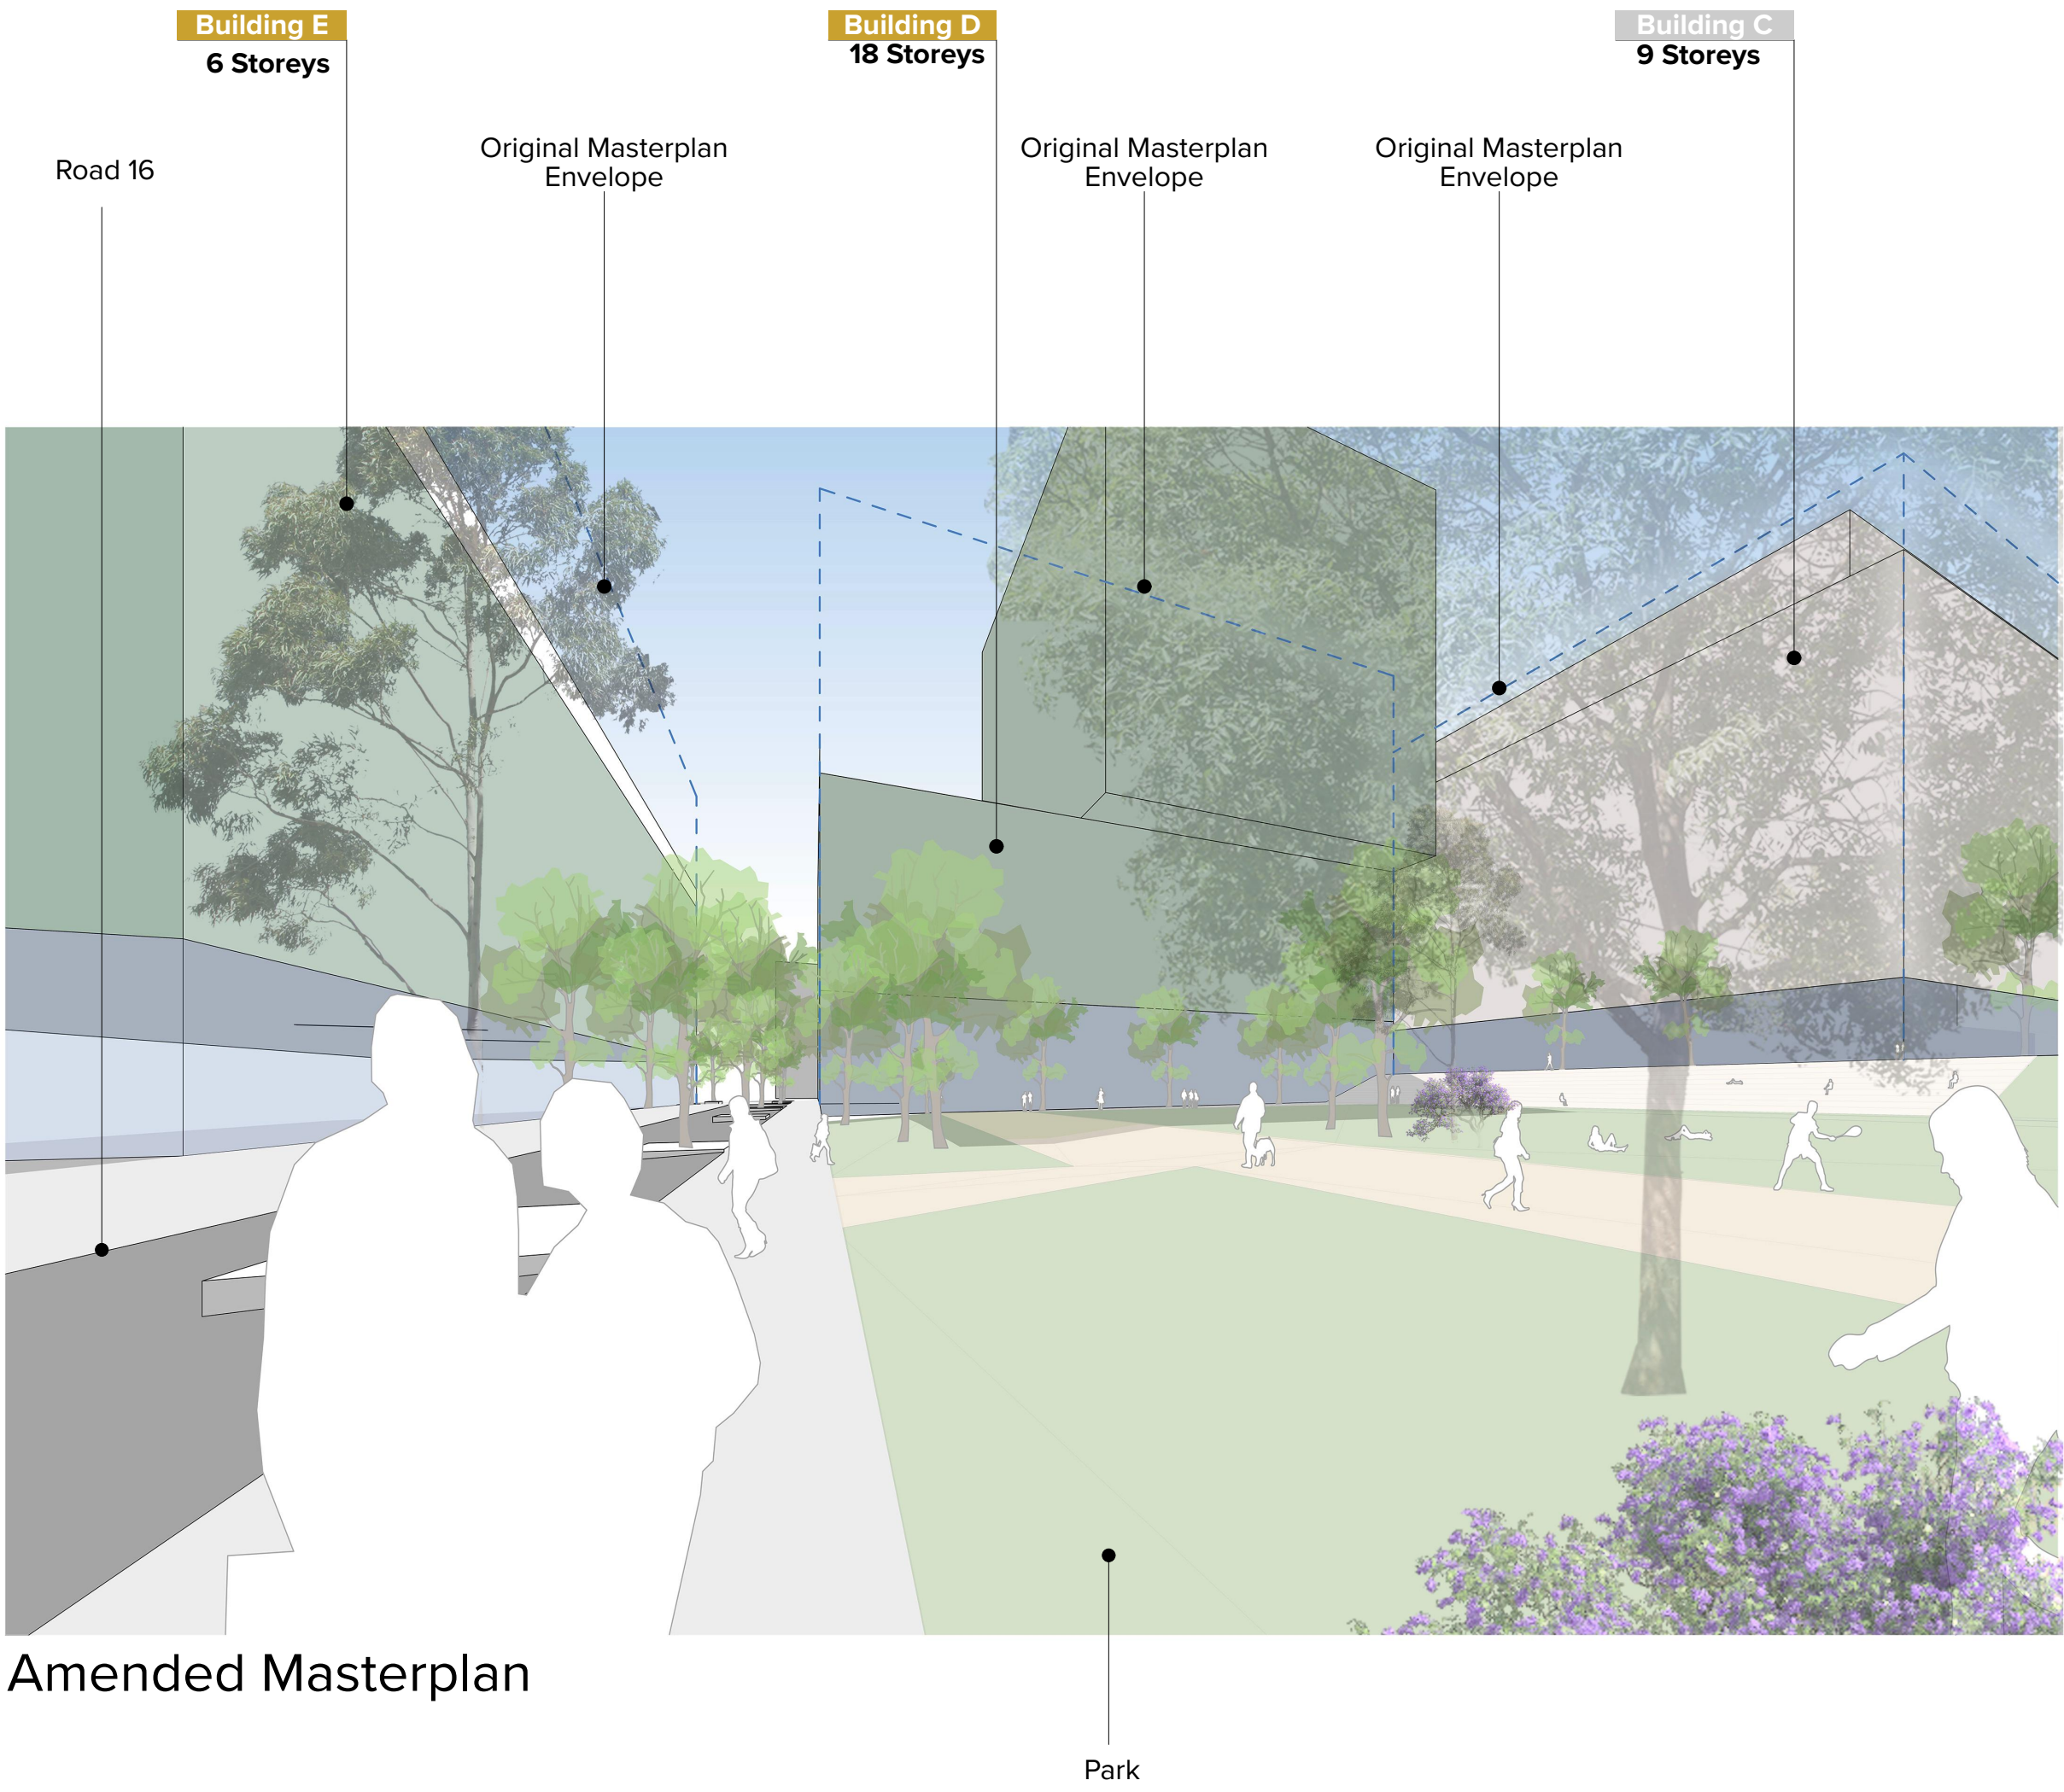 Building E
6 Storeys
Building D
18 Storeys
Building C
9 Storeys
Road 16
Original Masterplan
Envelope
Original Masterplan
Envelope
Original Masterplan
Envelope
Amended Masterplan
Park